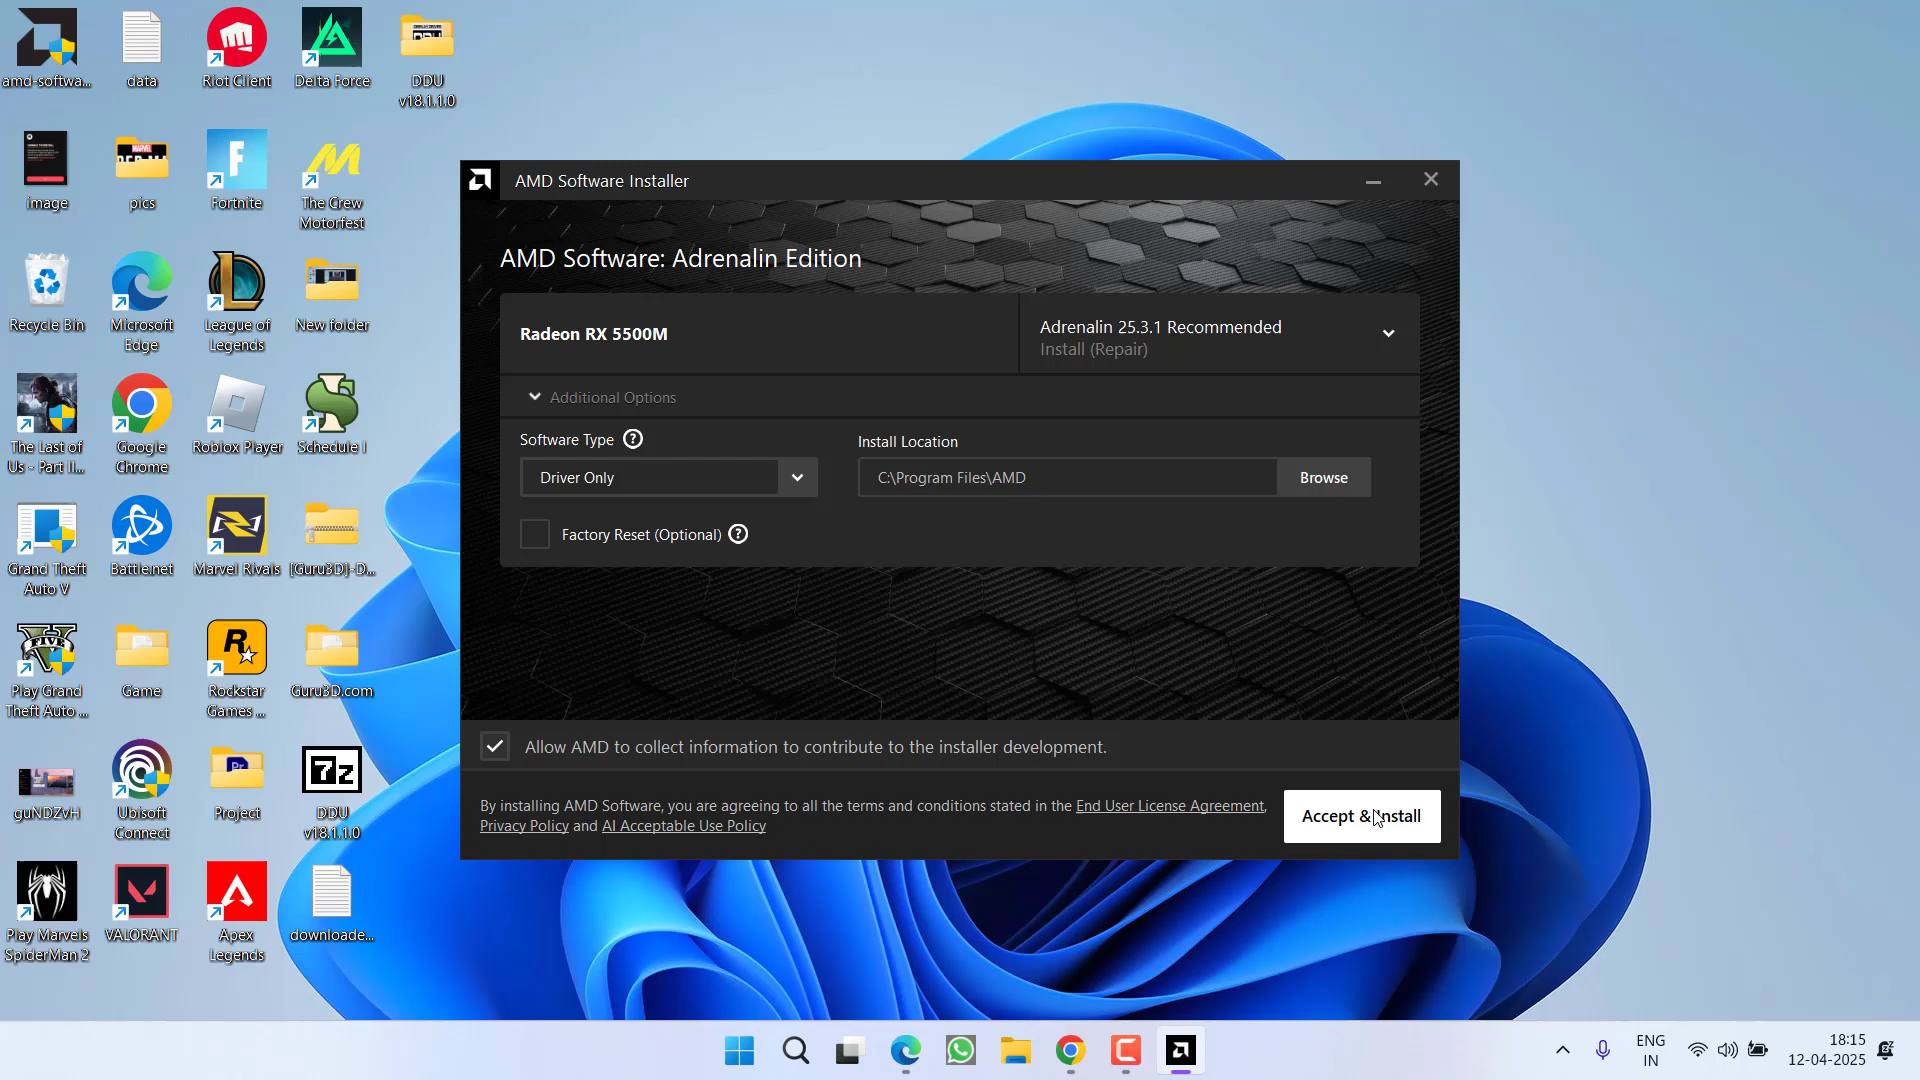 amd-softwa...
data
Riot Client
Delta Force
DDU
v18.1.1.0
image
pics
Fortnite
The Crew
Motorfest
Recycle Bin
Microsoft
Edge
League of
Legends
New folder
The Last of
Us - Part II...
Google
Chrome
Roblox Player
Schedule I
Grand Theft
Auto V
Battle.net
Marvel Rivals
[Guru3D]-D...
Play Grand
Theft Auto ...
Game
Rockstar
Games ...
Guru3D.com
guNDZvH
Ubisoft
Connect
Project
DDU
v18.1.1.0
Play Marvels
SpiderMan 2
VALORANT
Apex
Legends
downloade...
AMD Software Installer
AMD Software: Adrenalin Edition
Radeon RX 5500M
Adrenalin 25.3.1 Recommended
Install (Repair)
Additional Options
Software Type
Install Location
Driver Only
C:\Program Files\AMD
Browse
Factory Reset (Optional)
Allow AMD to collect information to contribute to the installer development.
By installing AMD Software, you are agreeing to all the terms and conditions stated in the End User License Agreement,
Privacy Policy and AI Acceptable Use Policy
Accept & Install
ENG
IN
18:15
12-04-2025